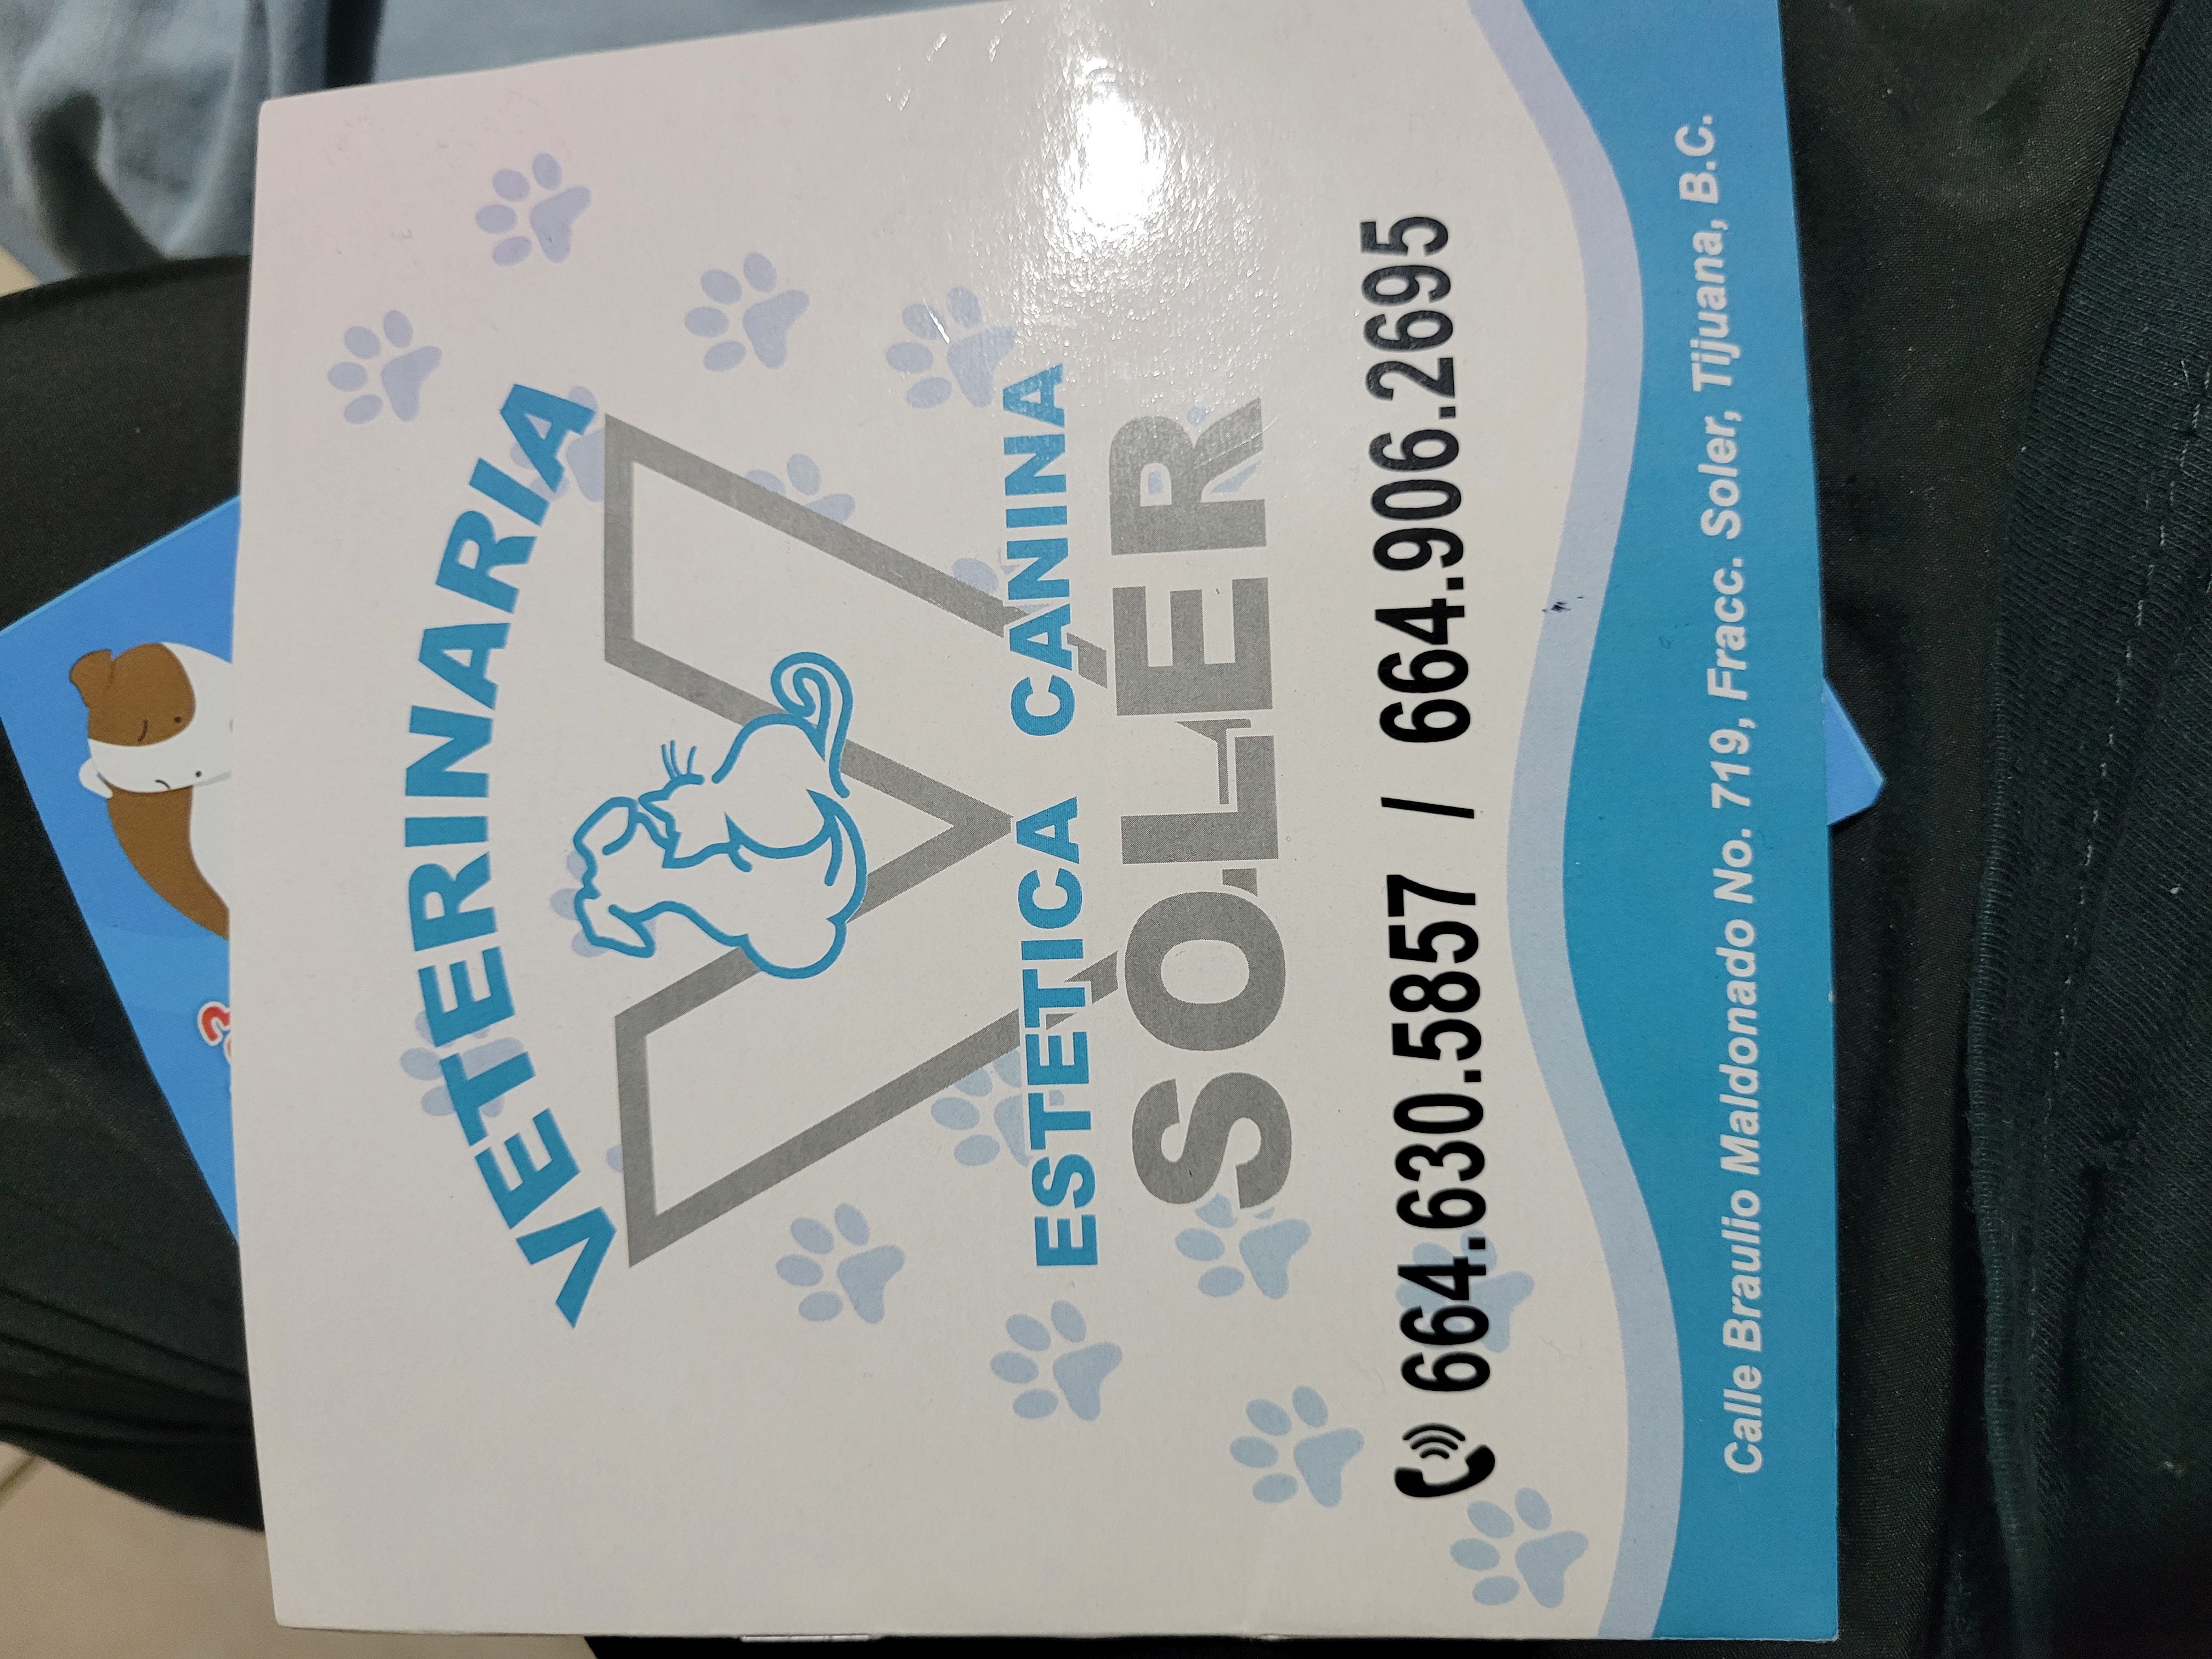 VETERINARIA
ESTETICA CANINA
SOLER
664.630.5857 / 664.906.2695
Calle Braulio Maldonado No. 719, Fracc. Soler, Tijuana, B.C.